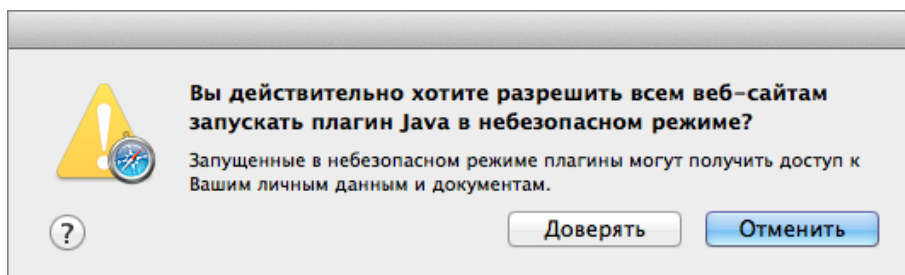 Вы действительно хотите разрешить всем веб-сайтам
запускать плагин Java в небезопасном режиме?
Запущенные в небезопасном режиме плагины могут получить доступ к
Вашим личным данным и документам.
?
Доверять
Отменить